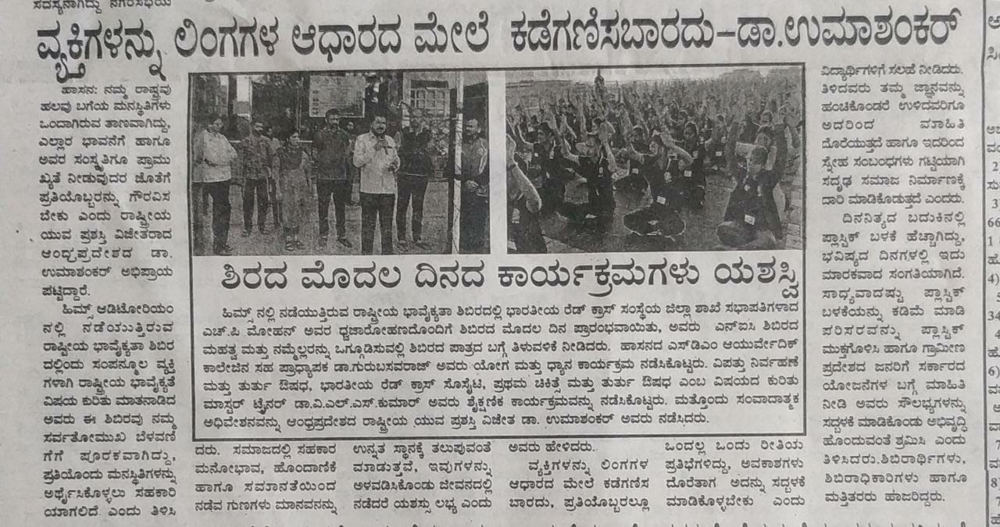 ಸದಸ್ಯನಾಗಿದ್ದು ನಗರಸಭೆಯ
ವ್ಯಕ್ತಿಗಳನ್ನು ಲಿಂಗಗಳ ಆಧಾರದ ಮೇಲೆ ಕಡೆಗಣಿಸಬಾರದು–ಡಾ.ಉಮಾಶಂಕರ್
ಹಾಸನ: ನಮ್ಮ ರಾಷ್ಟ್ರವು
ಹಲವು ಬಗೆಯ ಮನಸ್ಥಿತಿಗಳು
ಒಂದಾಗಿರುವ ತಾಣವಾಗಿದ್ದು,
ಎಲ್ಲಾರ ಭಾವನೆಗೆ ಹಾಗೂ
ಅವರ ಸಂಸ್ಕೃತಿಗೂ ಪ್ರಾಮು
ಖ್ಯತೆ ನೀಡುವುದರ ಜೊತೆಗೆ
ಪ್ರತಿಯೊಬ್ಬರನ್ನು ಗೌರವಿಸ
ಬೇಕು ಎಂದು ರಾಷ್ಟ್ರೀಯ
ಯುವ ಪ್ರಶಸ್ತಿ ವಿಜೇತರಾದ
ಆಂಧ್ರಪ್ರದೇಶದ ಡಾ.
ಉಮಾಶಂಕರ್ ಅಭಿಪ್ರಾಯ
ಪಟ್ಟಿದ್ದಾರೆ.
ಹಿಮ್ಸ್ ಆಡಿಟೋರಿಯಂ
ನಲ್ಲಿ ನಡೆಯುತ್ತಿರುವ
ರಾಷ್ಟ್ರೀಯ ಭಾವೈಕ್ಯತಾ ಶಿಬಿರ
ದಲ್ಲಿಂದು ಸಂಪನ್ಮೂಲ ವ್ಯಕ್ತಿ
ಗಳಾಗಿ ರಾಷ್ಟ್ರೀಯ ಭಾವೈಕ್ಯತೆ
ವಿಷಯ ಕುರಿತು ಮಾತನಾಡಿದ
ಅವರು ಈ ಶಿಬಿರವು ನಮ್ಮ
ಸರ್ವತೋಮುಖ ಬೆಳವಣಿ
ಗೆಗೆ ಪೂರಕವಾಗಿದ್ದು,
ಪ್ರತಿಯೊಂದು ಮನಸ್ಥಿತಿಗಳನ್ನು
ಅರ್ಥೈಸಿಕೊಳ್ಳಲು ಸಹಕಾರಿ
ಯಾಗಲಿದೆ ಎಂದು ತಿಳಿಸಿ
ಶಿರದ ಮೊದಲ ದಿನದ ಕಾರ್ಯಕ್ರಮಗಳು ಯಶಸ್ವಿ
ಹಿಮ್ಸ್ ನಲ್ಲಿ ನಡೆಯುತ್ತಿರುವ ರಾಷ್ಟ್ರೀಯ ಭಾವೈಕ್ಯತಾ ಶಿಬಿರದಲ್ಲಿ ಭಾರತೀಯ ರೆಡ್ ಕ್ರಾಸ್ ಸಂಸ್ಥೆಯ ಜಿಲ್ಲಾ ಶಾಖೆ ಸಭಾಪತಿಗಳಾದ
ಎಚ್.ಪಿ ಮೋಹನ್ ಅವರ ಧ್ವಜಾರೋಹಣದೊಂದಿಗೆ ಶಿಬಿರದ ಮೊದಲ ದಿನ ಪ್ರಾರಂಭವಾಯಿತು, ಅವರು ಎನ್‌ಐಸಿ ಶಿಬಿರದ
ಮಹತ್ವ ಮತ್ತು ನಮ್ಮೆಲ್ಲರನ್ನು ಒಗ್ಗೂಡಿಸುವಲ್ಲಿ ಶಿಬಿರದ ಪಾತ್ರದ ಬಗ್ಗೆ ತಿಳುವಳಿಕೆ ನೀಡಿದರು. ಹಾಸನದ ಎಸ್‌ಡಿಎಂ ಆಯುರ್ವೇದಿಕ್
ಕಾಲೇಜಿನ ಸಹ ಪ್ರಾಧ್ಯಾಪಕ ಡಾ.ಗುರುಬಸವರಾಜ್ ಅವರು ಯೋಗ ಮತ್ತು ಧ್ಯಾನ ಕಾರ್ಯಕ್ರಮ ನಡೆಸಿಕೊಟ್ಟರು. ವಿಪತ್ತು ನಿರ್ವಹಣೆ
ಮತ್ತು ತುರ್ತು ಔಷಧ, ಭಾರತೀಯ ರೆಡ್ ಕ್ರಾಸ್ ಸೊಸೈಟಿ, ಪ್ರಥಮ ಚಿಕಿತ್ಸೆ ಮತ್ತು ತುರ್ತು ಔಷಧ ಎಂಬ ವಿಷಯದ ಕುರಿತು
ಮಾಸ್ಟರ್ ಟ್ರೈನರ್ ಡಾ.ವಿ.ಎಲ್.ಎಸ್.ಕುಮಾರ್ ಅವರು ಶೈಕ್ಷಣಿಕ ಕಾರ್ಯಕ್ರಮವನ್ನು ನಡೆಸಿಕೊಟ್ಟರು. ಮತ್ತೊಂದು ಸಂವಾದಾತ್ಮಕ
ಅಧಿವೇಶನವನ್ನು ಆಂಧ್ರಪ್ರದೇಶದ ರಾಷ್ಟ್ರೀಯ ಯುವ ಪ್ರಶಸ್ತಿ ವಿಜೇತ ಡಾ. ಉಮಾಶಂಕರ್ ಅವರು ನಡೆಸಿದರು.
ದರು. ಸಮಾಜದಲ್ಲಿ ಸಹಕಾರ
ಮನೋಭಾವ, ಹೊಂದಾಣಿಕೆ
ಹಾಗೂ ಸಮಾನತೆಯಿಂದ
ನಡೆವ ಗುಣಗಳು ಮಾನವನನ್ನು
ಉನ್ನತ ಸ್ಥಾನಕ್ಕೆ ತಲುಪುವಂತೆ
ಮಾಡುತ್ತವೆ, ಇವುಗಳನ್ನು
ಅಳವಡಿಸಿಕೊಂಡು ಜೀವನದಲ್ಲಿ
ನಡೆದರೆ ಯಶಸ್ಸು ಲಭ್ಯ ಎಂದು
ಅವರು ಹೇಳಿದರು.
ವ್ಯಕ್ತಿಗಳನ್ನು ಲಿಂಗಗಳ
ಆಧಾರದ ಮೇಲೆ ಕಡೆಗಣಿಸ
ಬಾರದು, ಪ್ರತಿಯೊಬ್ಬರಲ್ಲೂ
ಒಂದಲ್ಲ ಒಂದು ರೀತಿಯ
ಪ್ರತಿಭೆಗಳಿದ್ದು, ಅವಕಾಶಗಳು
ದೊರೆತಾಗ ಅದನ್ನು ಸದ್ಬಳಕೆ
ಮಾಡಿಕೊಳ್ಳಬೇಕು ಎಂದು
ವಿದ್ಯಾರ್ಥಿಗಳಿಗೆ ಸಲಹೆ ನೀಡಿದರು.
ತಿಳಿದವರು ತಮ್ಮ ಜ್ಞಾನವನ್ನು
ಹಂಚಿಕೊಂಡರೆ ಉಳಿದವರಿಗೂ
ಅದರಿಂದ ಮಾಹಿತಿ
ದೊರೆಯುತ್ತದೆ ಹಾಗೂ ಇದರಿಂದ
ಸ್ನೇಹ ಸಂಬಂಧಗಳು ಗಟ್ಟಿಯಾಗಿ
ಸದೃಢ ಸಮಾಜ ನಿರ್ಮಾಣಕ್ಕೆ
ದಾರಿ ಮಾಡಿಕೊಡುತ್ತದೆ ಎಂದರು.
ದಿನನಿತ್ಯದ ಬದುಕಿನಲ್ಲಿ
ಪ್ಲಾಸ್ಟಿಕ್ ಬಳಕೆ ಹೆಚ್ಚಾಗಿದ್ದು,
ಭವಿಷ್ಯದ ದಿನಗಳಲ್ಲಿ ಇದು
ಮಾರಕವಾದ ಸಂಗತಿಯಾಗಿದೆ.
ಸಾಧ್ಯವಾದಷ್ಟು ಪ್ಲಾಸ್ಟಿಕ್
ಬಳಕೆಯನ್ನು ಕಡಿಮೆ ಮಾಡಿ
ಪರಿಸರವನ್ನು ಪ್ಲಾಸ್ಟಿಕ್
ಮುಕ್ತಗೊಳಿಸಿ ಹಾಗೂ ಗ್ರಾಮೀಣ
ಪ್ರದೇಶದ ಜನರಿಗೆ ಸರ್ಕಾರದ
ಯೋಜನೆಗಳ ಬಗ್ಗೆ ಮಾಹಿತಿ
ನೀಡಿ ಅವರು ಸೌಲಭ್ಯಗಳನ್ನು
ಸದ್ಬಳಕೆ ಮಾಡಿಕೊಂಡು ಅಭಿವೃದ್ಧಿ
ಹೊಂದುವಂತೆ ಶ್ರಮಿಸಿ ಎಂದು
ತಿಳಿಸಿದರು.ಶಿಬಿರಾರ್ಥಿಗಳು,
ಶಿಬಿರಾಧಿಕಾರಿಗಳು ಹಾಗೂ
ಮತ್ತಿತರರು ಹಾಜರಿದ್ದರು.